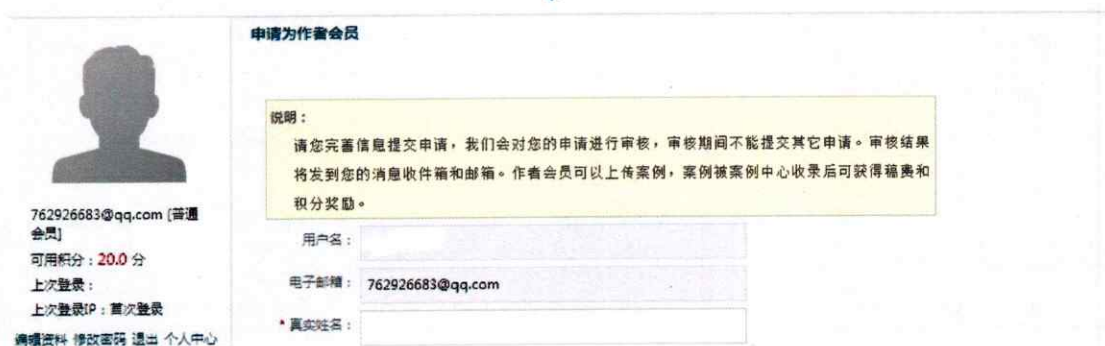 申请为作者会员
说明：
请您完善信息提交申请，我们会对您的申请进行审核，审核期间不能提交其它申请。审核结果
将发到您的消息收件箱和邮箱。作者会员可以上传案例，案例被案例中心收录后可获得稿费和
积分奖励。
762926683@qq.com [普通
会员]
可用积分：20.0 分
上次登录：
上次登录IP：首次登录
编辑资料 修改密码 退出 个人中心
用户名：
电子邮箱： 762926683@qq.com
* 真实姓名：